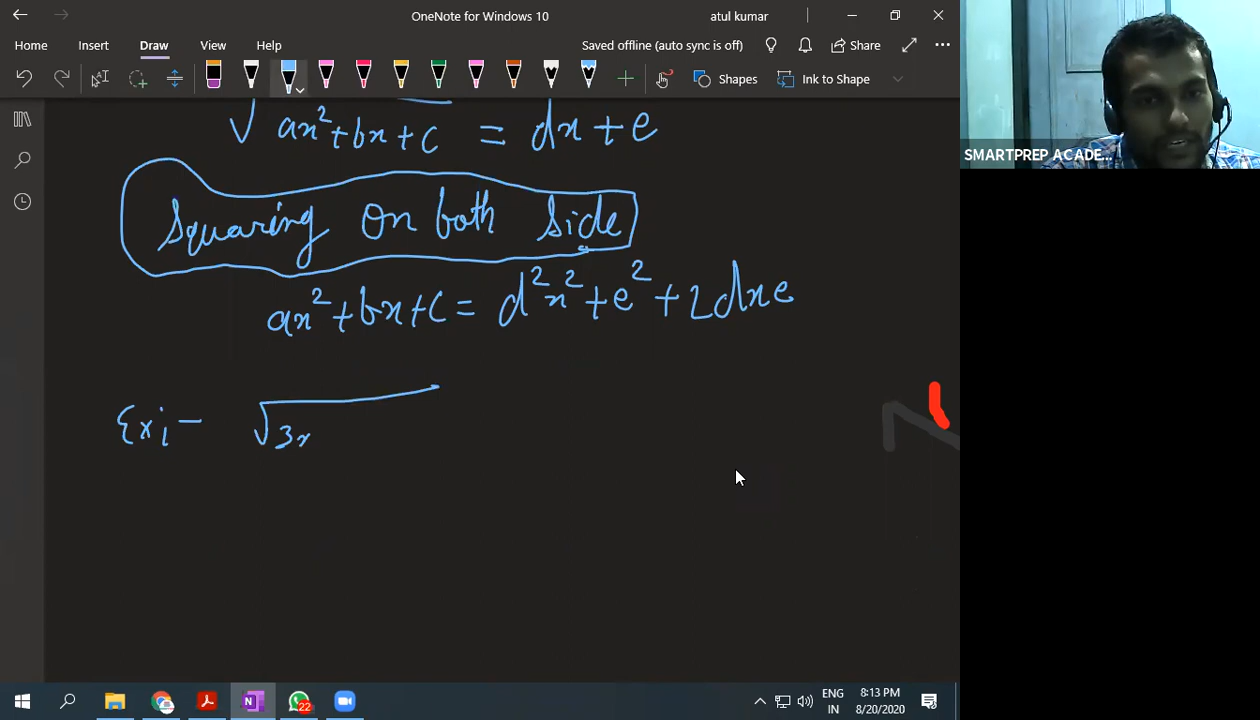 OneNote for Windows 10
atul kumar
Home Insert Draw View Help
Saved offline (auto sync is off)
Share
Shapes
Ink to Shape
√ax²+bx+c = dx+e
SMARTPREP ACADE...
Squaring on both side
ax²+bx+c = d²x²+e²+2dxe
Ex:- √3x
N
22
ENG
IN
8:13 PM
8/20/2020